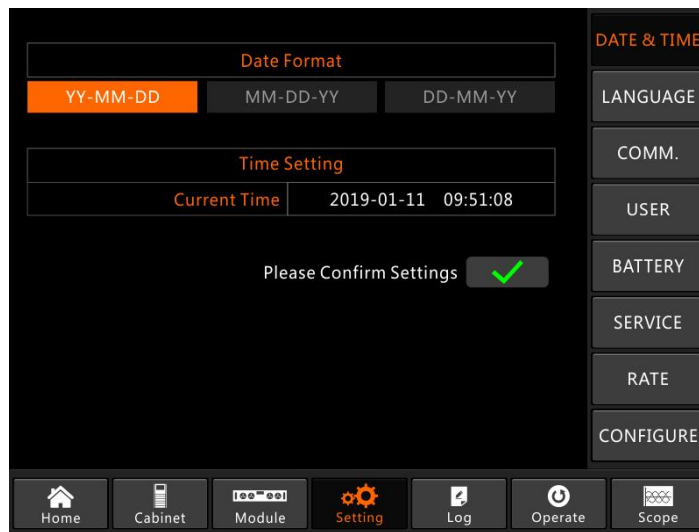 Date Format
YY-MM-DD MM-DD-YY DD-MM-YY
Time Setting
Current Time 2019-01-11 09:51:08
Please Confirm Settings
DATE & TIME
LANGUAGE
COMM.
USER
BATTERY
SERVICE
RATE
CONFIGURE
Home Cabinet Module Setting Log Operate Scope